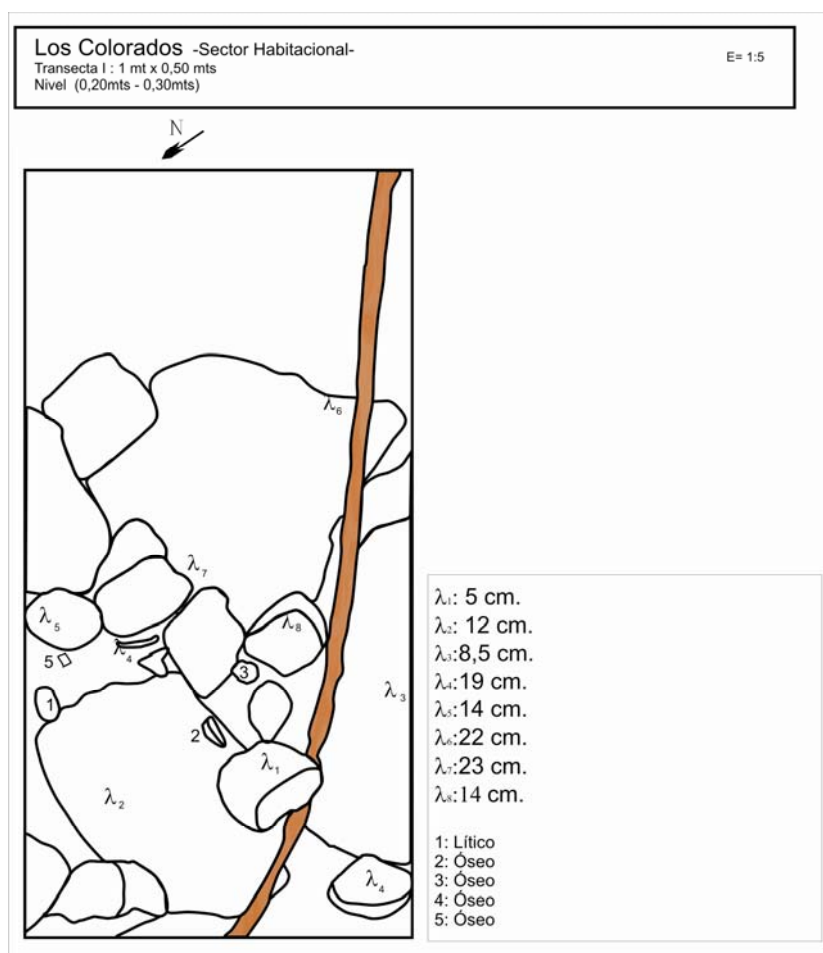 Los Colorados -Sector Habitacional-
E= 1:5
Transecta I : 1 mt x 0,50 mts
Nivel (0,20mts - 0,30mts)
N
λ6
λ7
λ5
λ8
λ4
5
3
λ3
1
2
λ1
λ2
λ4
λ1: 5 cm.
λ2: 12 cm.
λ3:8,5 cm.
λ4:19 cm.
λ5:14 cm.
λ6:22 cm.
λ7:23 cm.
λ8:14 cm.
1: Lítico
2: Óseo
3: Óseo
4: Óseo
5: Óseo